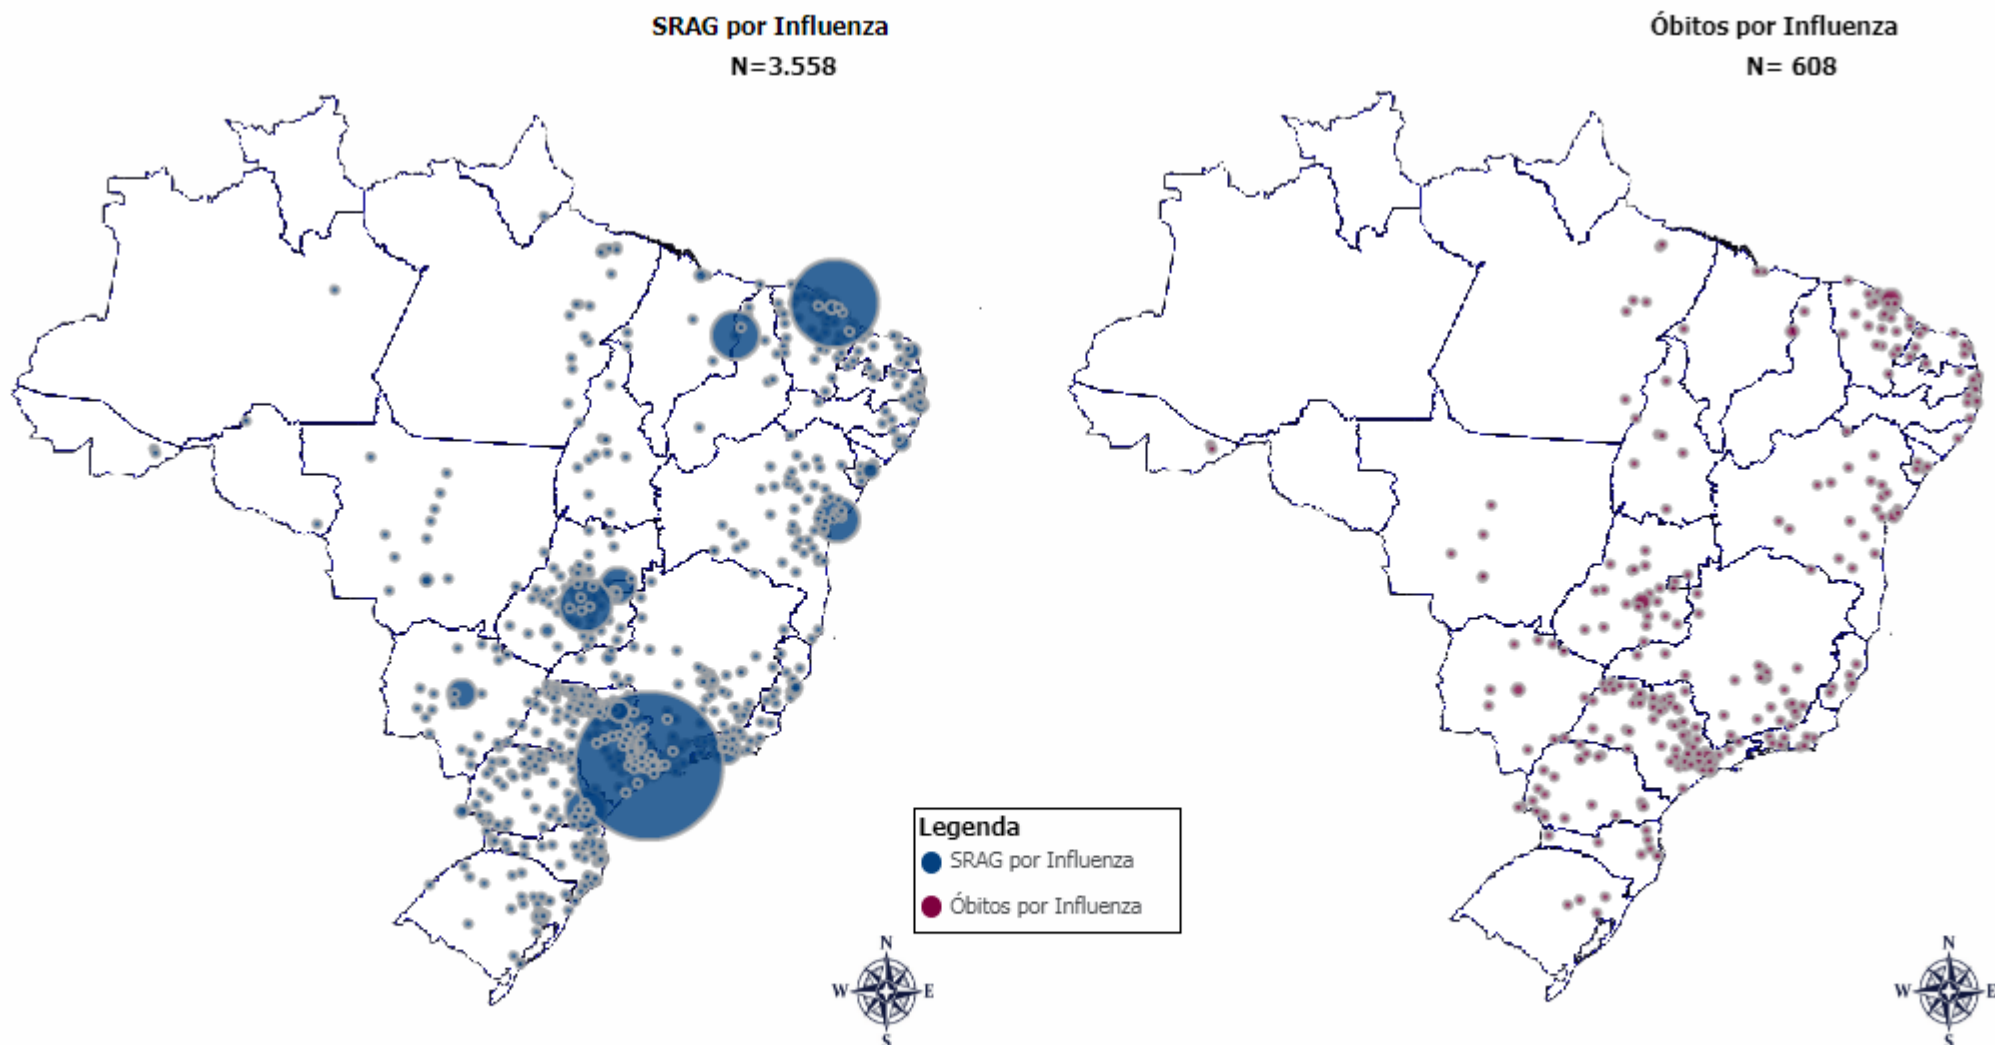 SRAG por Influenza
N=3.558
Óbitos por Influenza
N= 608
Legenda
SRAG por Influenza
Óbitos por Influenza
N
W E
S
N
W E
S